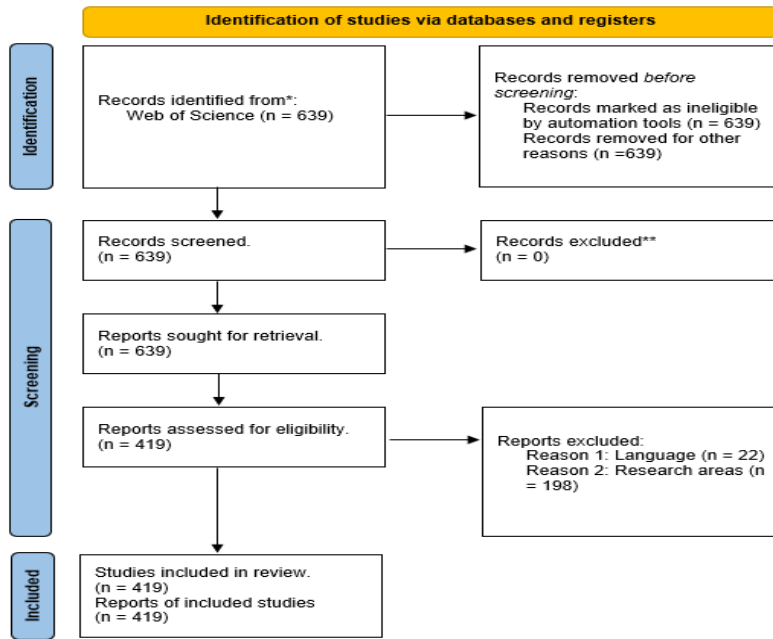 Identification of studies via databases and registers
Identification
Records identified from*:
Web of Science (n = 639)
Records removed before
screening:
Records marked as ineligible
by automation tools (n = 639)
Records removed for other
reasons (n =639)
Screening
Records screened.
(n = 639)
Records excluded**
(n = 0)
Reports sought for retrieval.
(n = 639)
Reports assessed for eligibility.
(n = 419)
Reports excluded:
Reason 1: Language (n = 22)
Reason 2: Research areas (n
= 198)
Included
Studies included in review.
(n = 419)
Reports of included studies
(n = 419)